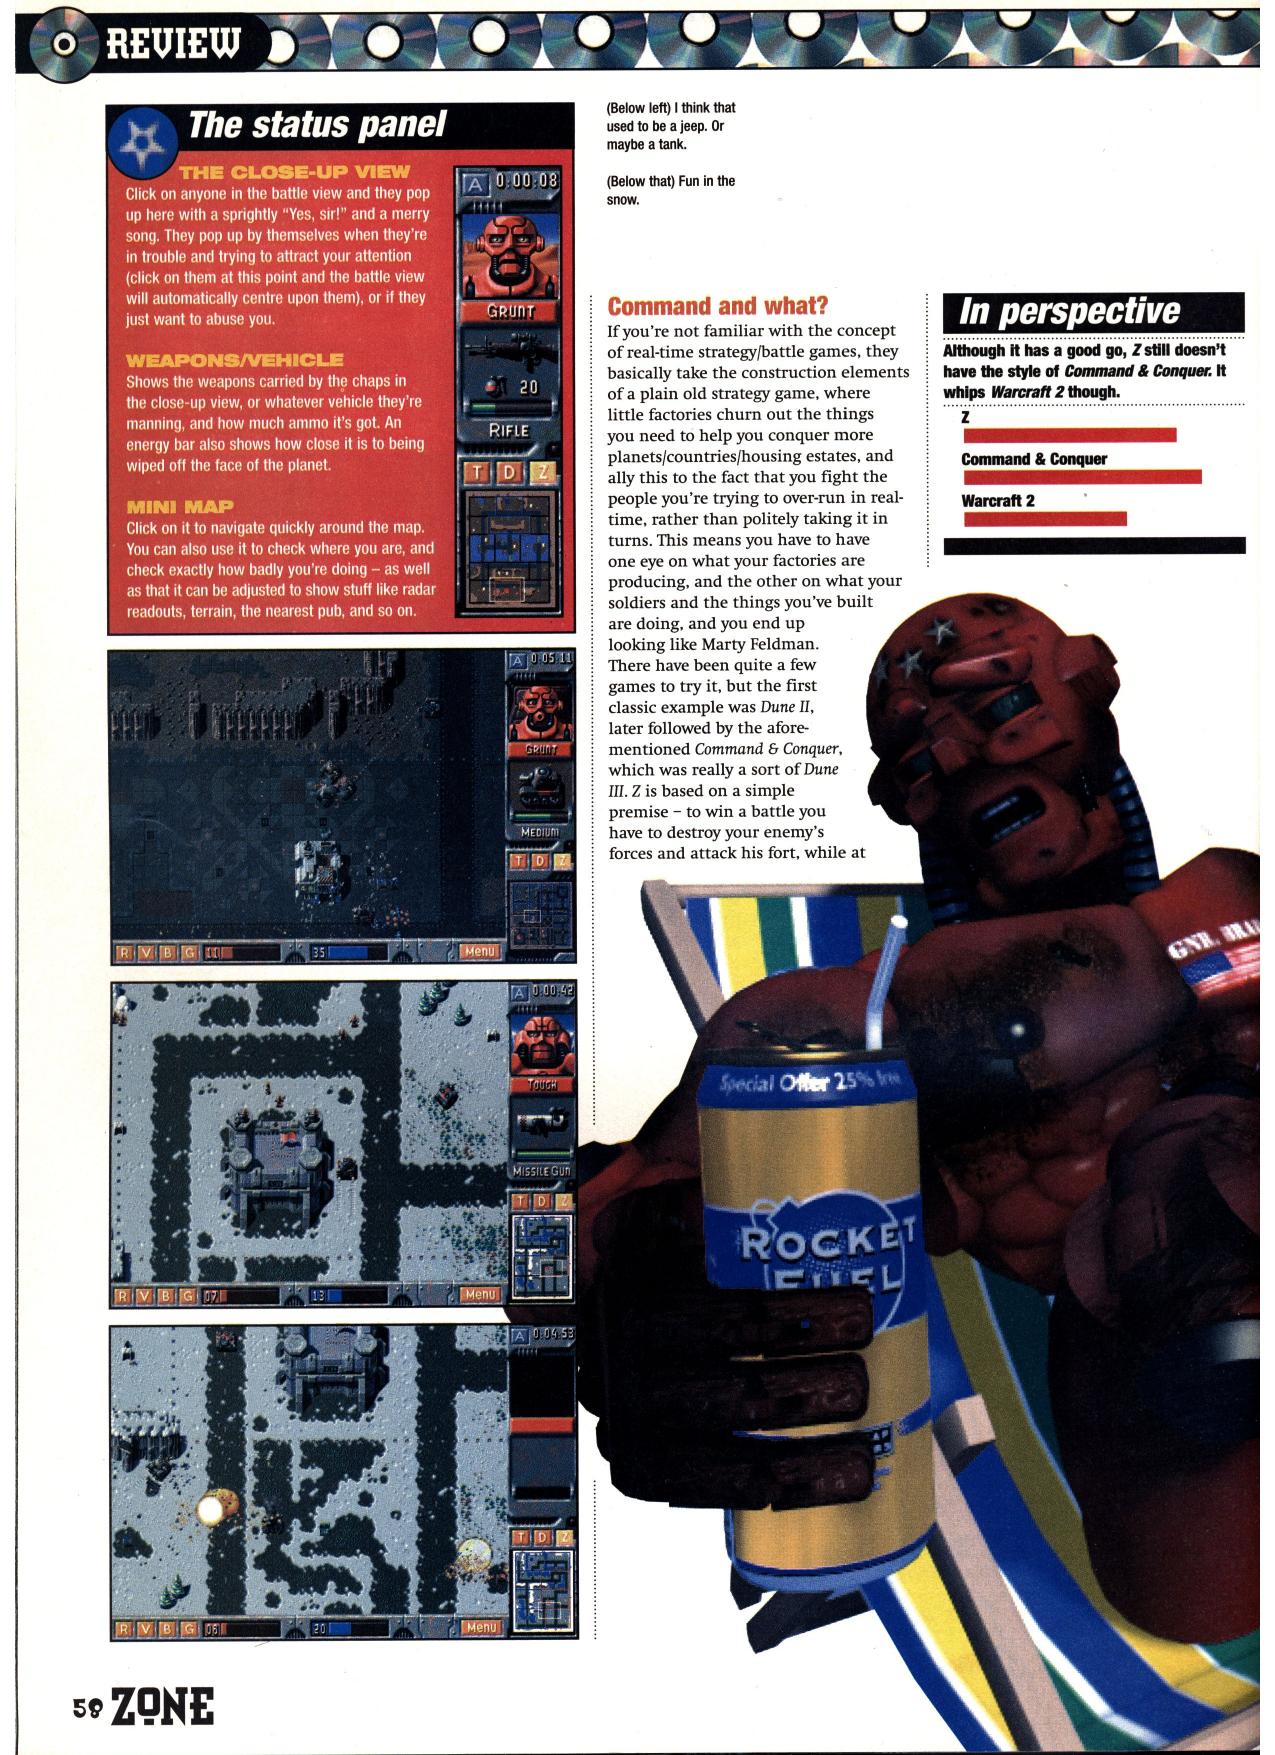 REVIEW
The status panel
THE CLOSE-UP VIEW
Click on anyone in the battle view and they pop
up here with a sprightly “Yes, sir!” and a merry
song. They pop up by themselves when they're
in trouble and trying to attract your attention
(click on them at this point and the battle view
will automatically centre upon them), or if they
just want to abuse you.
WEAPONS/VEHICLE
Shows the weapons carried by the chaps in
the close-up view, or whatever vehicle they're
manning, and how much ammo it's got. An
energy bar also shows how close it is to being
wiped off the face of the planet.
MINI MAP
Click on it to navigate quickly around the map.
You can also use it to check where you are, and
check exactly how badly you're doing – as well
as that it can be adjusted to show stuff like radar
readouts, terrain, the nearest pub, and so on.
A 0:00:08
GRUNT
20
RIFLE
T D Z
A 0:05:11
GRUNT
MEDIUM
T D Z
R V B G 11 35 Menu
A 0:00:42
TOUGH
MISSILE GUN
T D Z
R V B G 07 13 Menu
A 0:04:53
T D Z
R V B G 06 20 Menu
(Below left) I think that
used to be a jeep. Or
maybe a tank.
(Below that) Fun in the
snow.
Command and what?
If you're not familiar with the concept
of real-time strategy/battle games, they
basically take the construction elements
of a plain old strategy game, where
little factories churn out the things
you need to help you conquer more
planets/countries/housing estates, and
ally this to the fact that you fight the
people you're trying to over-run in real-
time, rather than politely taking it in
turns. This means you have to have
one eye on what your factories are
producing, and the other on what your
soldiers and the things you've built
are doing, and you end up
looking like Marty Feldman.
There have been quite a few
games to try it, but the first
classic example was Dune II,
later followed by the afore-
mentioned Command & Conquer,
which was really a sort of Dune
III. Z is based on a simple
premise – to win a battle you
have to destroy your enemy's
forces and attack his fort, while at
In perspective
Although it has a good go, Z still doesn't
have the style of Command & Conquer. It
whips Warcraft 2 though.
Z
Command & Conquer
Warcraft 2
GNR.
Special Offer 25%
ROCKET
FUEL
58 ZONE